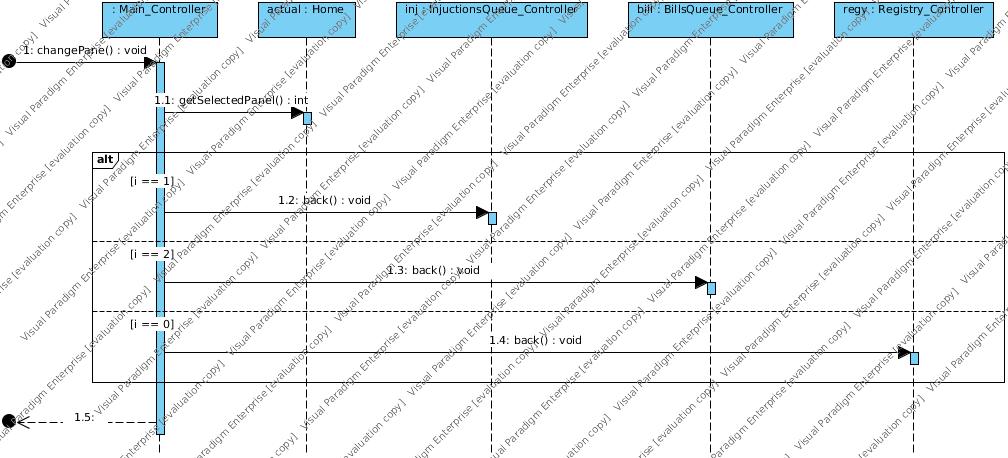 : Main_Controller
actual : Home
inj : InjuctionsQueue_Controller
bill : BillsQueue_Controller
regy : Registry_Controller
1: changePane() : void
1.1: getSelectedPanel() : int
alt
[i == 1]
1.2: back() : void
[i == 2]
1.3: back() : void
[i == 0]
1.4: back() : void
1.5:
Visual Paradigm Enterprise [evaluation copy]